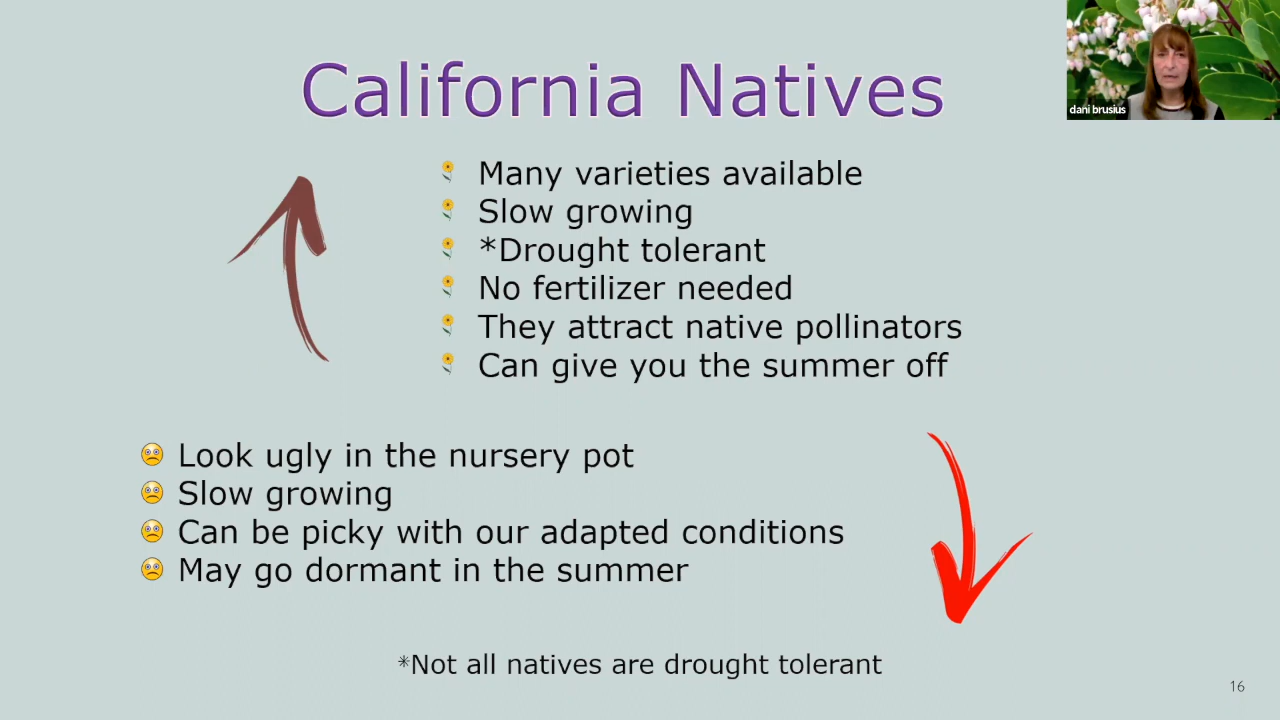 California Natives
dani brusius
Many varieties available
Slow growing
*Drought tolerant
No fertilizer needed
They attract native pollinators
Can give you the summer off
Look ugly in the nursery pot
Slow growing
Can be picky with our adapted conditions
May go dormant in the summer
*Not all natives are drought tolerant
16